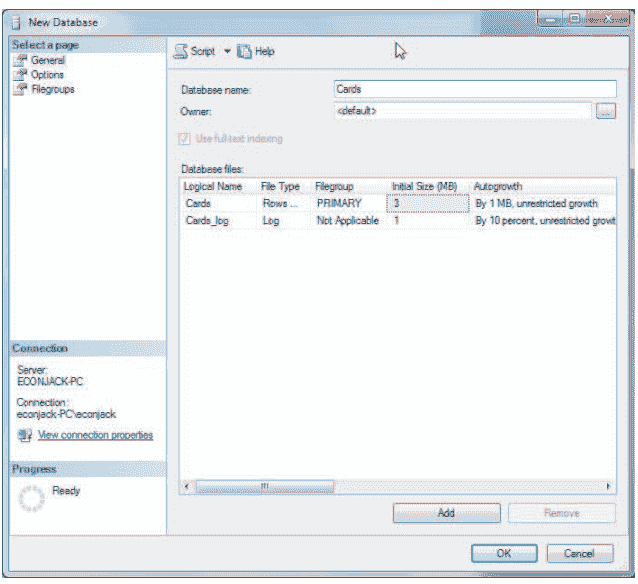 New Database
Select a page
General
Options
Filegroups
Script Help
Database name: Cards
Owner: <default> ...
Use full-text indexing
Database files:
Logical Name File Type Filegroup Initial Size (MB) Autogrowth
Cards Rows ... PRIMARY 3 By 1 MB, unrestricted growth
Cards_log Log Not Applicable 1 By 10 percent, unrestricted growt
Connection
Server:
ECONJACK-PC
Connection:
econjack-PC\econjack
View connection properties
Progress
Ready
Add Remove
OK Cancel